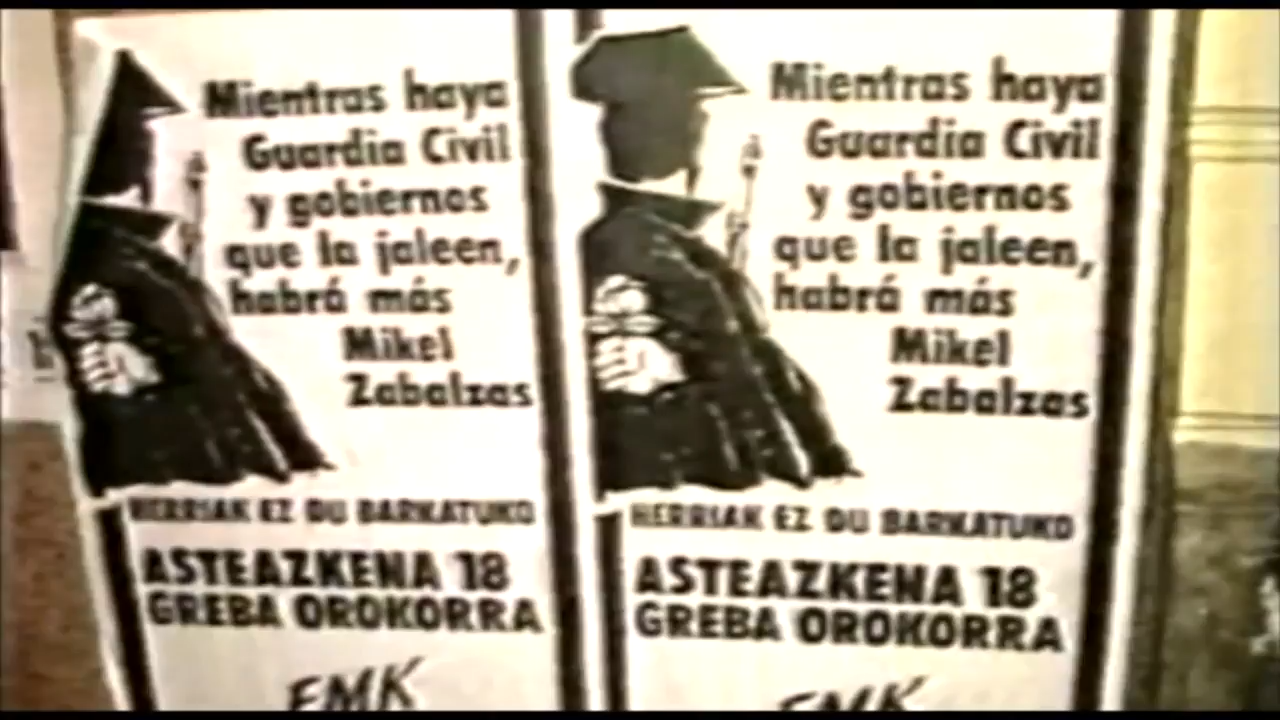 Mientras haya
Guardia Civil
y gobiernos
que la jaleen,
habrá más
Mikel
Zabalzas
HERRIAK EZ DU BARKATUKO
ASTEAZKENA 18
GREBA OROKORRA
EMK
Mientras haya
Guardia Civil
y gobiernos
que la jaleen,
habrá más
Mikel
Zabalzas
HERRIAK EZ DU BARKATUKO
ASTEAZKENA 18
GREBA OROKORRA
EMK